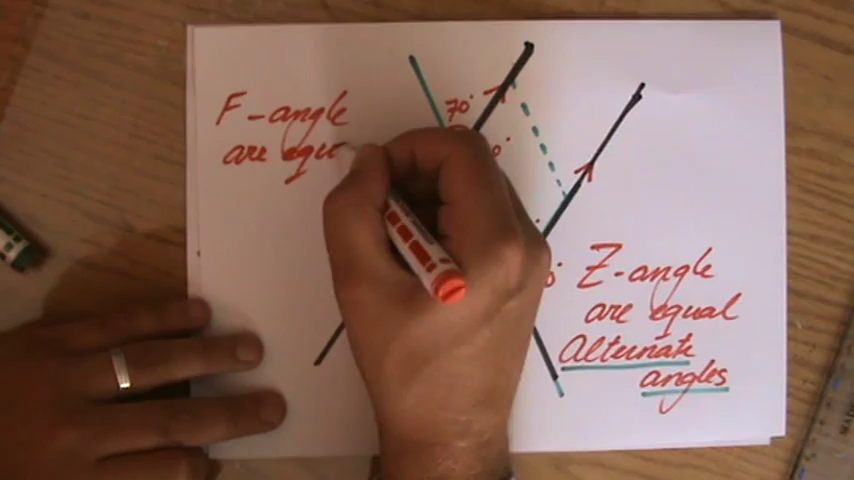 F-angle
are equ
70°
Z-angle
are equal
Alternate
angles